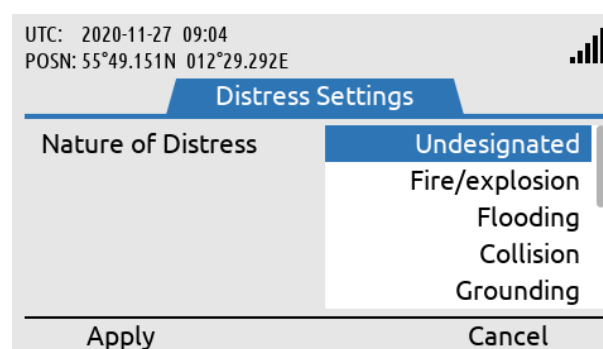 UTC: 2020-11-27 09:04
POSN: 55°49.151N 012°29.292E
Distress Settings
Nature of Distress Undesignated
Fire/explosion
Flooding
Collision
Grounding
Apply Cancel